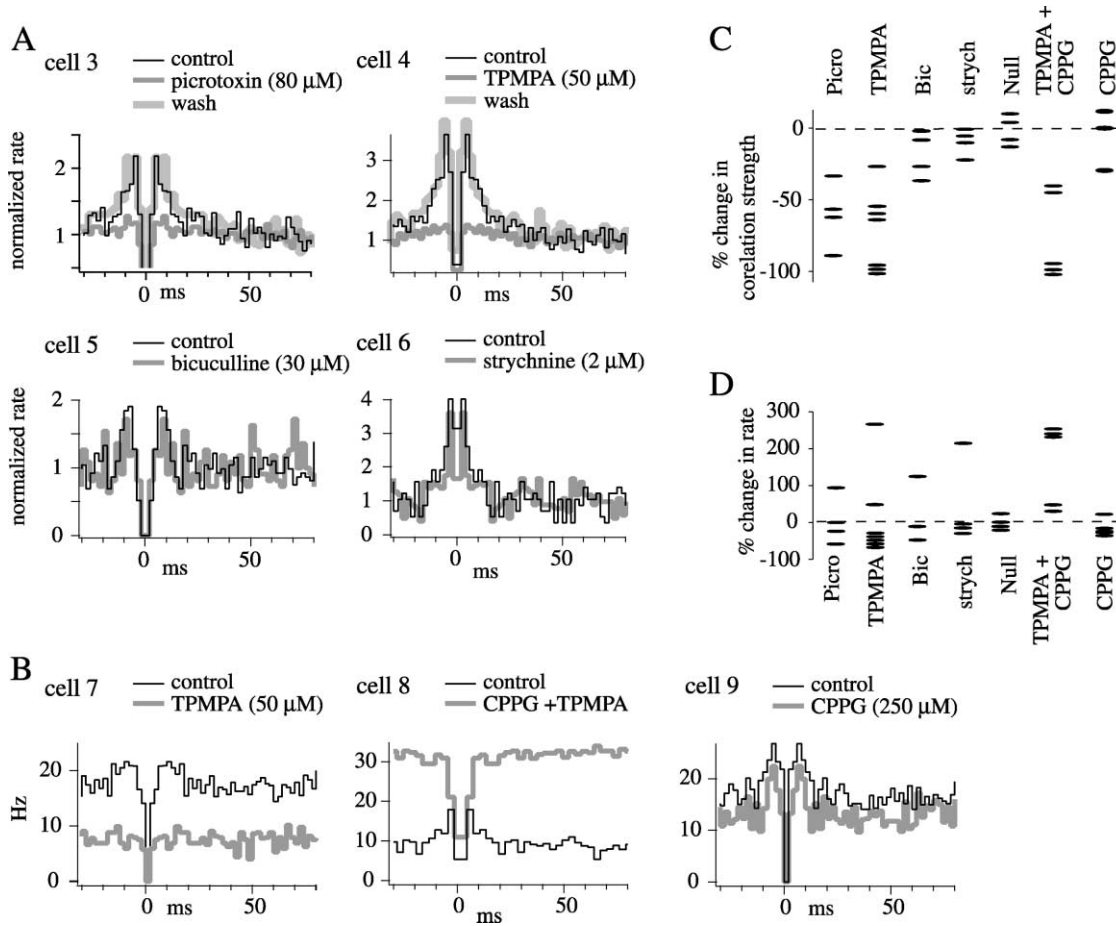 A
cell 3
control
picrotoxin (80 μM)
wash
normalized rate
2
1
0
ms
50
cell 4
control
TPMPA (50 μM)
wash
3
2
1
0
ms
50
cell 5
control
bicuculline (30 μM)
normalized rate
2
1
0
0
ms
50
cell 6
control
strychnine (2 μM)
4
3
2
1
0
0
ms
50
B
cell 7
control
TPMPA (50 μM)
Hz
20
10
0
0
ms
50
cell 8
control
CPPG +TPMPA
30
20
10
0
0
ms
50
cell 9
control
CPPG (250 μM)
20
10
0
0
ms
50
C
Picro
TPMPA
Bic
strych
Null
TPMPA +
CPPG
CPPG
% change in
corelation strength
0
-50
-100
D
% change in rate
300
200
100
0
-100
Picro
TPMPA
Bic
strych
Null
TPMPA +
CPPG
CPPG